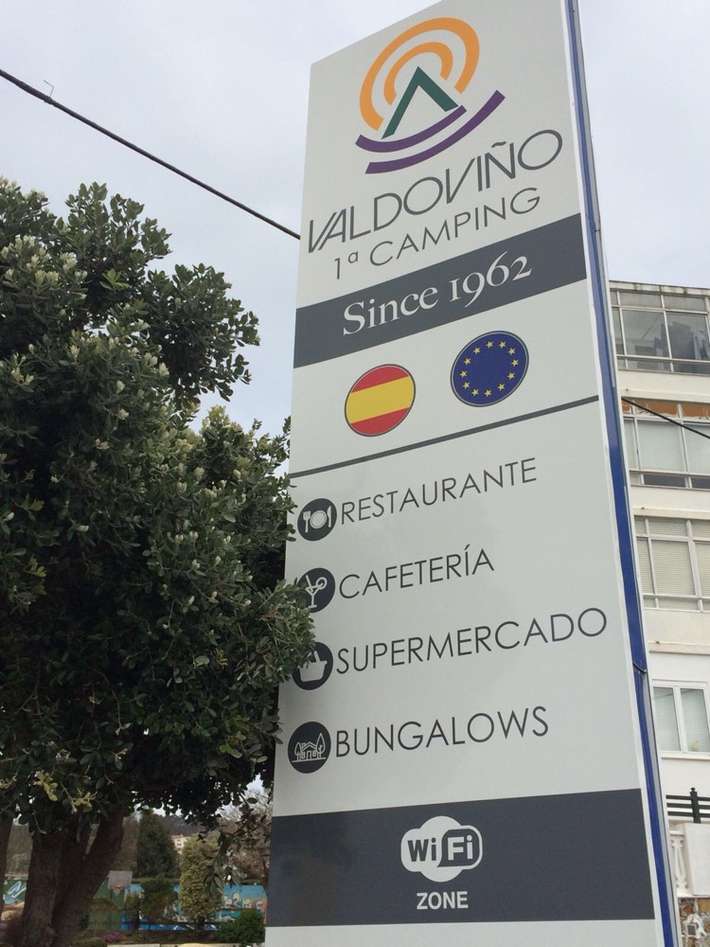 VALDOVIÑO
1ª CAMPING
Since 1962
RESTAURANTE
CAFETERÍA
SUPERMERCADO
BUNGALOWS
WiFi
ZONE